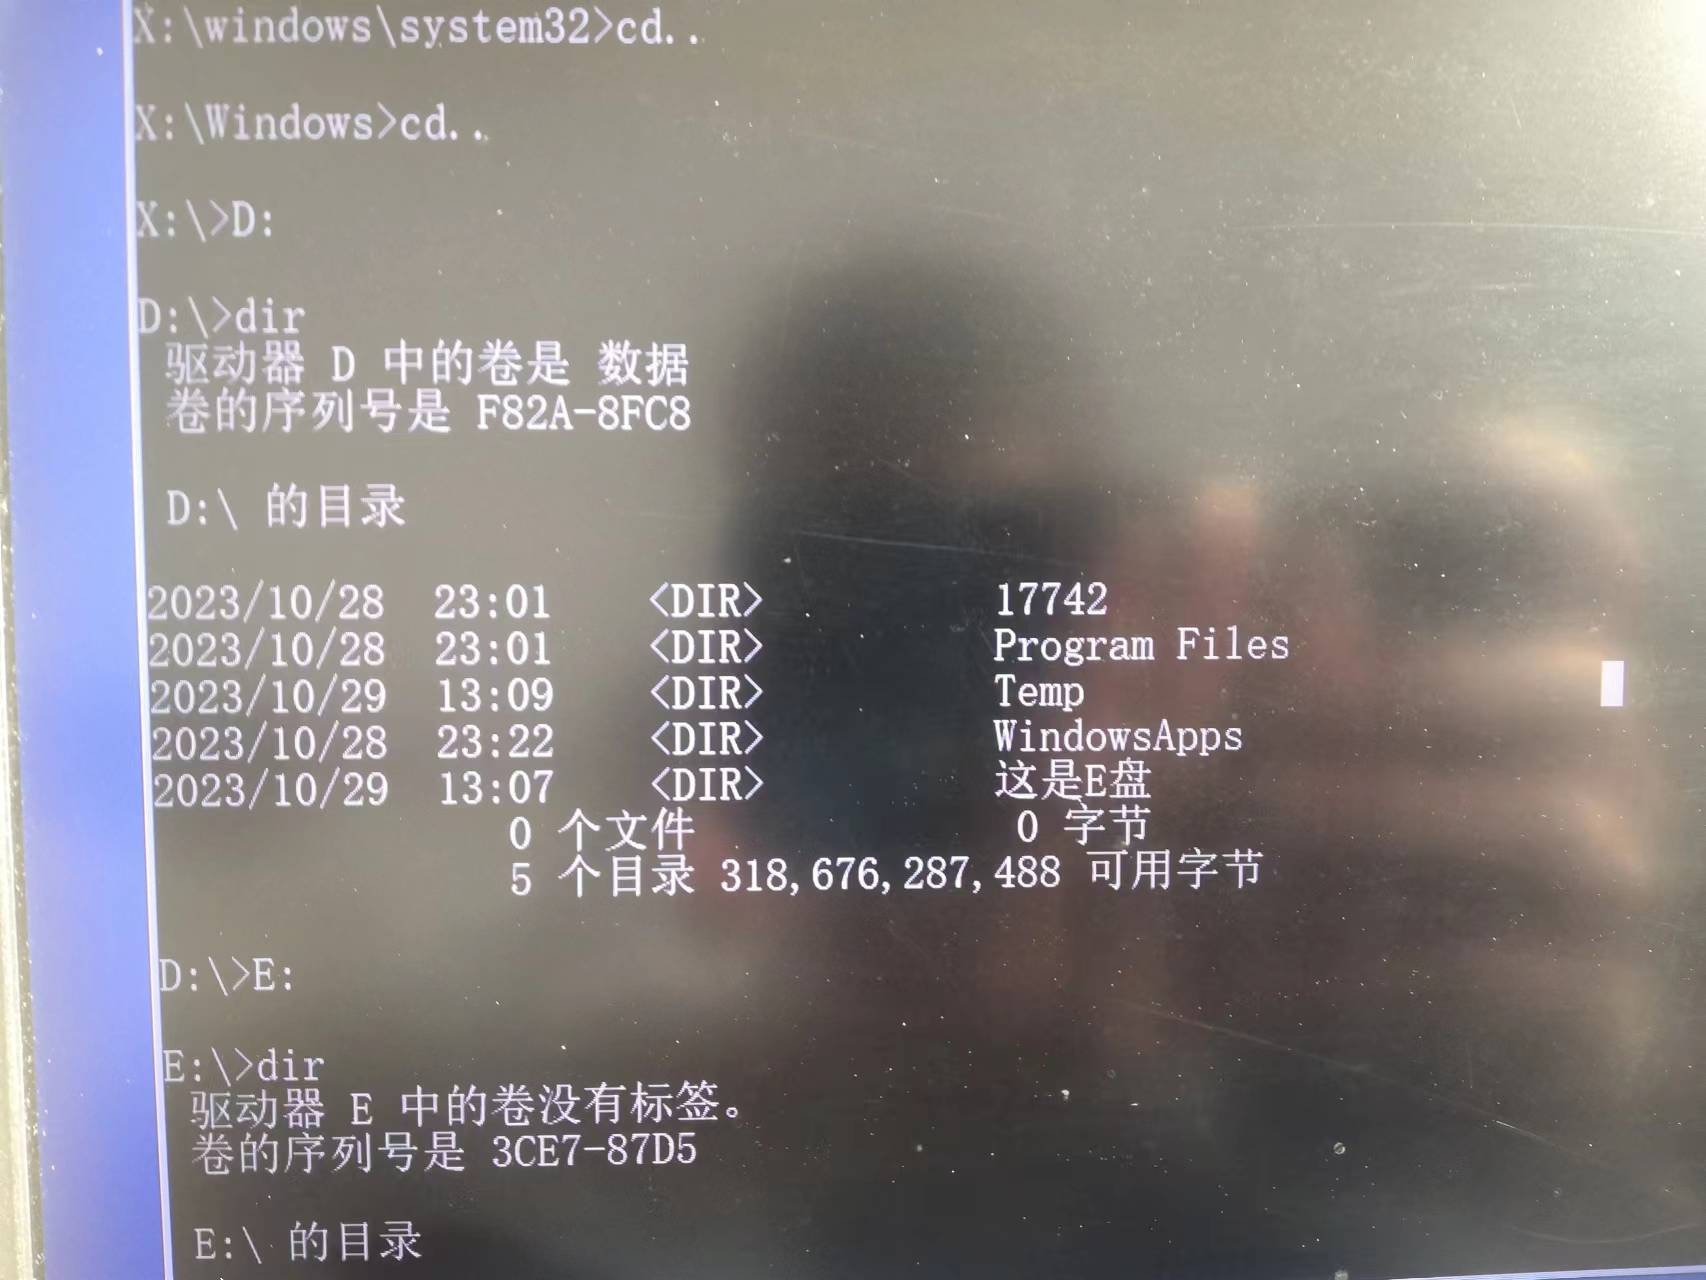 X:\windows\system32>cd..
X:\Windows>cd..
X:\>D:
D:\>dir
驱动器 D 中的卷是 数据
卷的序列号是 F82A-8FC8
D:\ 的目录
2023/10/28 23:01 <DIR> 17742
2023/10/28 23:01 <DIR> Program Files
2023/10/29 13:09 <DIR> Temp
2023/10/28 23:22 <DIR> WindowsApps
2023/10/29 13:07 <DIR> 这是E盘
0 个文件 0 字节
5 个目录 318,676,287,488 可用字节
D:\>E:
E:\>dir
驱动器 E 中的卷没有标签。
卷的序列号是 3CE7-87D5
E:\ 的目录